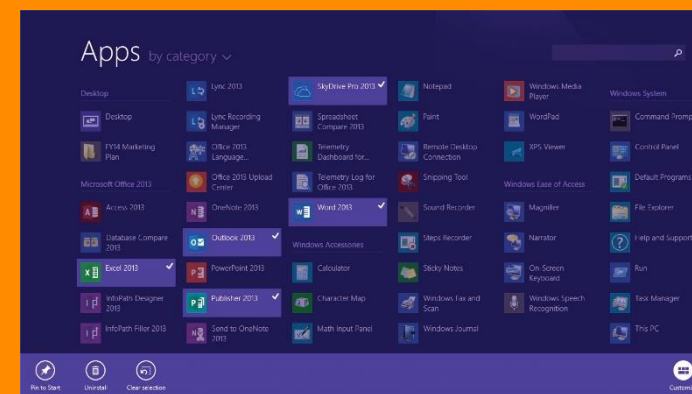 Apps by category
Desktop
Desktop
FY14 Marketing
Plan
Microsoft Office 2013
Access 2013
Database Compare
2013
Excel 2013
InfoPath Designer
2013
InfoPath Filler 2013
Lync 2013
Lync Recording
Manager
Office 2013
Language...
Office 2013 Upload
Center
OneNote 2013
Outlook 2013
PowerPoint 2013
Publisher 2013
Send to OneNote
2013
SkyDrive Pro 2013
Spreadsheet
Compare 2013
Telemetry
Dashboard for...
Telemetry Log for
Office 2013
Word 2013
Windows Accessories
Calculator
Character Map
Math Input Panel
Notepad
Paint
Remote Desktop
Connection
Snipping Tool
Sound Recorder
Steps Recorder
Sticky Notes
Windows Fax and
Scan
Windows Journal
Windows Media
Player
WordPad
XPS Viewer
Windows Ease of Access
Magnifier
Narrator
On-Screen
Keyboard
Windows Speech
Recognition
Windows System
Command Promp
Control Panel
Default Programs
File Explorer
Help and Support
Run
Task Manager
This PC
Pin to Start
Uninstall
Clear selection
Customi